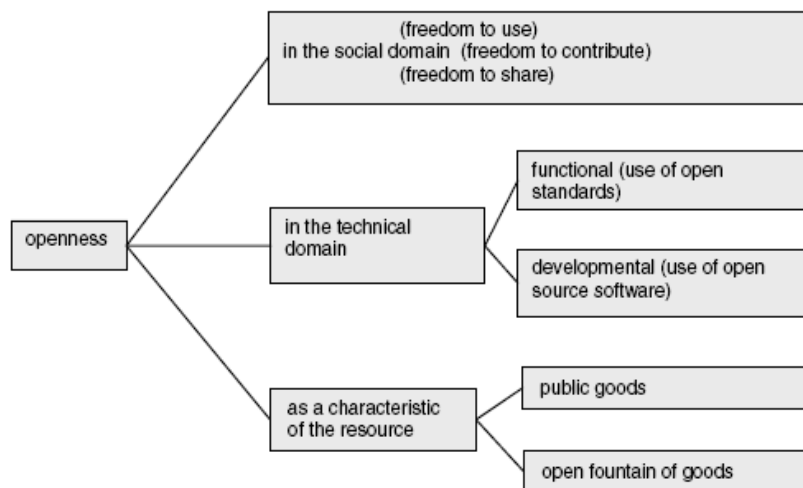 (freedom to use)
in the social domain (freedom to contribute)
(freedom to share)
functional (use of open
standards)
openness
in the technical
domain
developmental (use of open
source software)
public goods
as a characteristic
of the resource
open fountain of goods